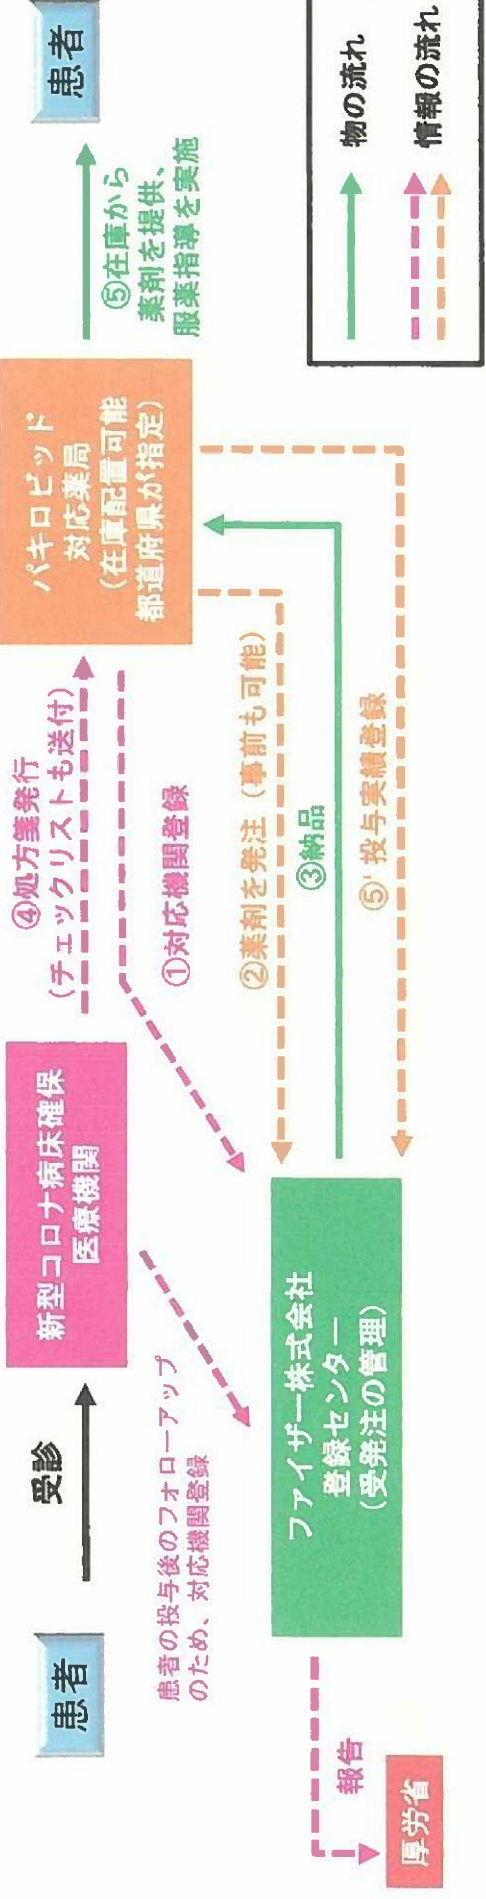 患者
受診
新型コロナ病床確保
医療機関
④処方箋発行
（チェックリストも送付）
パキロビッド
対応薬局
（在庫配置可能
都道府県が指定）
⑤在庫から
薬剤を提供、
服薬指導を実施
患者
患者の投与後のフォローアップ
のため、対応機関登録
①対応機関登録
②薬剤を発注（事前も可能）
③納品
⑤'投与実績登録
ファイザー株式会社
登録センター
（受発注の管理）
報告
厚労省
物の流れ
情報の流れ